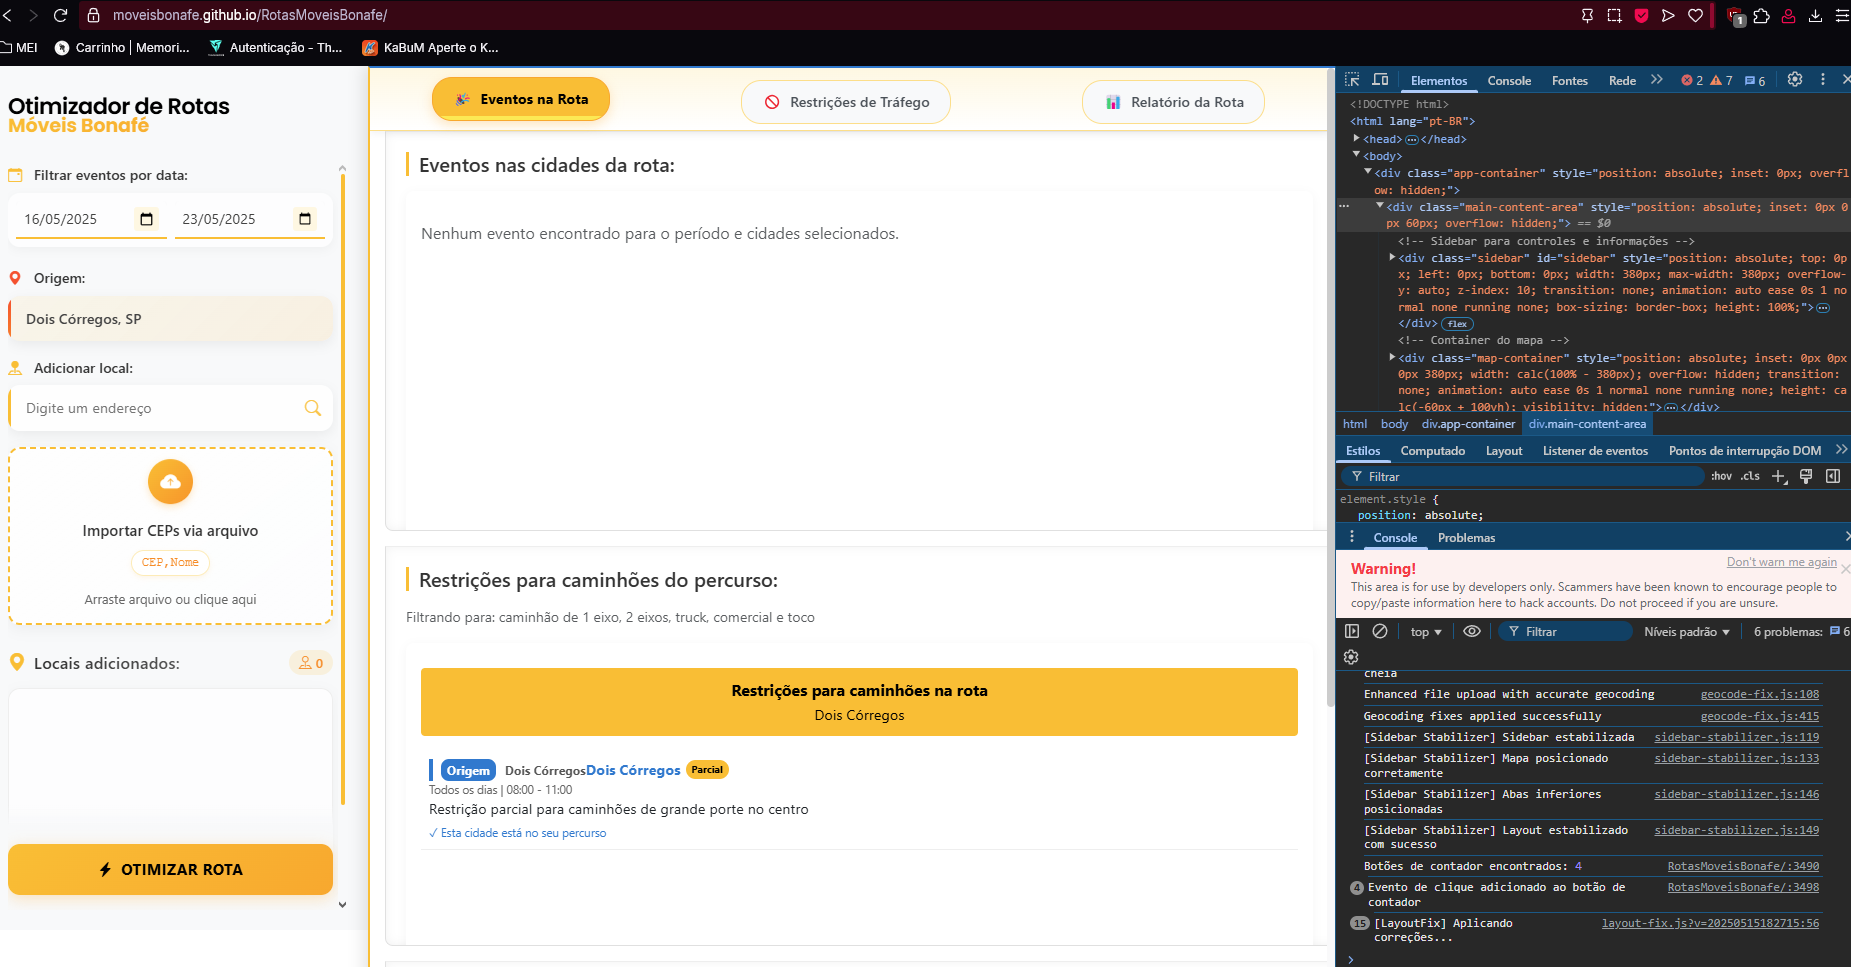 moveisbonafe.github.io/RotasMoveisBonafe/
1
MEI
Carrinho | Memori...
Autenticação - Th...
KaBuM Aperte o K...
Otimizador de Rotas
Móveis Bonafé
Filtrar eventos por data:
16/05/2025
23/05/2025
Origem:
Dois Córregos, SP
Adicionar local:
Digite um endereço
Importar CEPs via arquivo
CEP,Nome
Arraste arquivo ou clique aqui
Locais adicionados:
0
OTIMIZAR ROTA
Eventos na Rota
Restrições de Tráfego
Relatório da Rota
Eventos nas cidades da rota:
Nenhum evento encontrado para o período e cidades selecionados.
Restrições para caminhões do percurso:
Filtrando para: caminhão de 1 eixo, 2 eixos, truck, comercial e toco
Restrições para caminhões na rota
Dois Córregos
Origem Dois CórregosDois Córregos Parcial
Todos os dias | 08:00 - 11:00
Restrição parcial para caminhões de grande porte no centro
✓ Esta cidade está no seu percurso
Elementos Console Fontes Rede 2 7 6
<!DOCTYPE html>
<html lang="pt-BR">
<head> </head>
<body>
<div class="app-container" style="position: absolute; inset: 0px; overfl
ow: hidden;">
<div class="main-content-area" style="position: absolute; inset: 0px 0
px 60px; overflow: hidden;"> == $0
<!-- Sidebar para controles e informações -->
<div class="sidebar" id="sidebar" style="position: absolute; top: 0p
x; left: 0px; bottom: 0px; width: 380px; max-width: 380px; overflow-
y: auto; z-index: 10; transition: none; animation: auto ease 0s 1 no
rmal none running none; box-sizing: border-box; height: 100%;">
</div> flex
<!-- Container do mapa -->
<div class="map-container" style="position: absolute; inset: 0px 0px
0px 380px; width: calc(100% - 380px); overflow: hidden; transition:
none; animation: auto ease 0s 1 normal none running none; height: ca
lc(-60px + 100vh); visibility: hidden;"> </div>
html body div.app-container div.main-content-area
Estilos Computado Layout Listener de eventos Pontos de interrupção DOM
Filtrar :hov .cls
element.style {
position: absolute;
Console Problemas
Don't warn me again
Warning!
This area is for use by developers only. Scammers have been known to encourage people to
copy/paste information here to hack accounts. Do not proceed if you are unsure.
top Filtrar Níveis padrão 6 problemas: 6
cheia
Enhanced file upload with accurate geocoding geocode-fix.js:108
Geocoding fixes applied successfully geocode-fix.js:415
[Sidebar Stabilizer] Sidebar estabilizada sidebar-stabilizer.js:119
[Sidebar Stabilizer] Mapa posicionado sidebar-stabilizer.js:133
corretamente
[Sidebar Stabilizer] Abas inferiores sidebar-stabilizer.js:146
posicionadas
[Sidebar Stabilizer] Layout estabilizado sidebar-stabilizer.js:149
com sucesso
Botões de contador encontrados: 4 RotasMoveisBonafe/:3490
4 Evento de clique adicionado ao botão de RotasMoveisBonafe/:3498
contador
15 [LayoutFix] Aplicando layout-fix.js?v=20250515182715:56
correções...